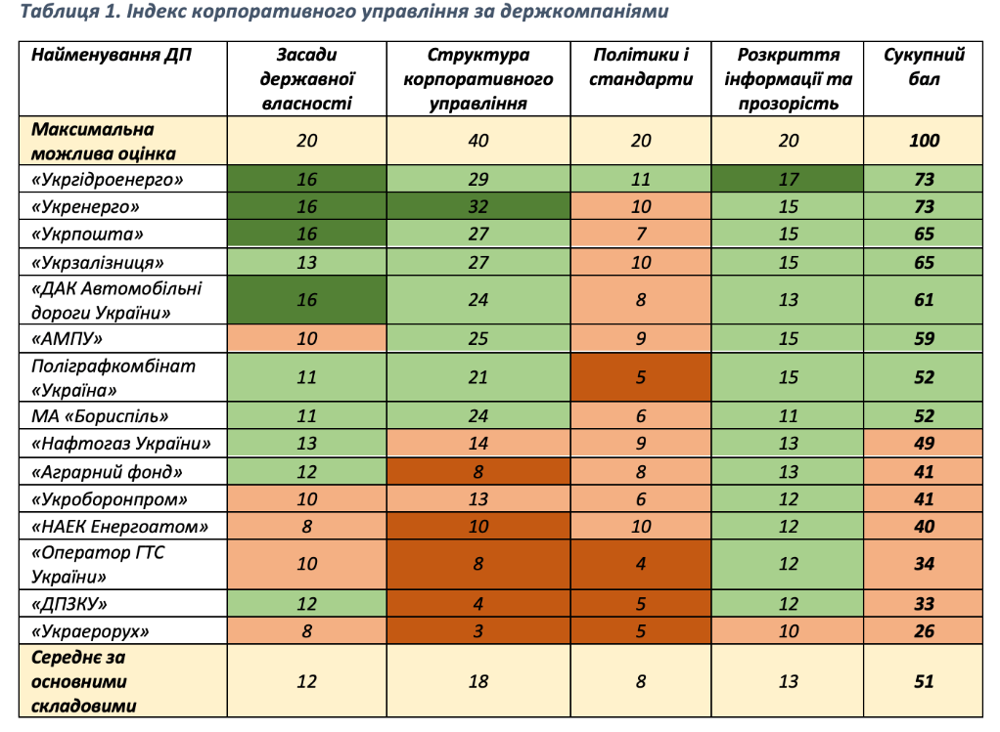 Таблиця 1. Індекс корпоративного управління за держкомпаніями
Найменування ДП Засади Структура Політики і Розкриття Сукупний
державної корпоративного стандарти інформації та бал
власності управління прозорість
Максимальна
можлива оцінка 20 40 20 20 100
«Укргідроенерго» 16 29 11 17 73
«Укренерго» 16 32 10 15 73
«Укрпошта» 16 27 7 15 65
«Укрзалізниця» 13 27 10 15 65
«ДАК Автомобільні
дороги України» 16 24 8 13 61
«АМПУ» 10 25 9 15 59
Поліграфкомбінат
«Україна» 11 21 5 15 52
МА «Бориспіль» 11 24 6 11 52
«Нафтогаз України» 13 14 9 13 49
«Аграрний фонд» 12 8 8 13 41
«Укроборонпром» 10 13 6 12 41
«НАЕК Енергоатом» 8 10 10 12 40
«Оператор ГТС
України» 10 8 4 12 34
«ДПЗКУ» 12 4 5 12 33
«Украерорух» 8 3 5 10 26
Середнє за
основними 12 18 8 13 51
складовими